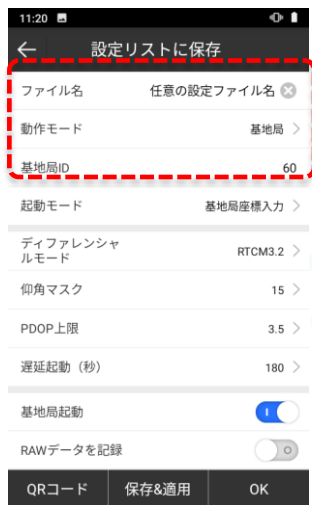 11:20
設定リストに保存
ファイル名 任意の設定ファイル名
動作モード 基地局
基地局ID 60
起動モード 基地局座標入力
ディファレンシャ
ルモード RTCM3.2
仰角マスク 15
PDOP上限 3.5
遅延起動（秒） 180
基地局起動
RAWデータを記録
QRコード 保存&適用 OK